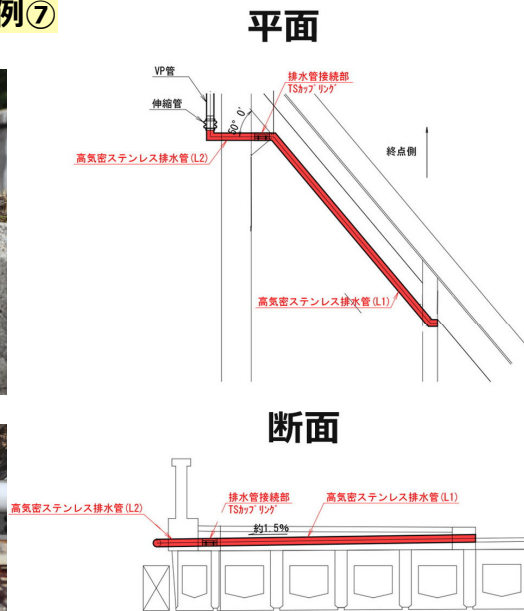 例⑦
平面
VP管
伸縮管
排水管接続部
TSカップリング
50° 0'
高気密ステンレス排水管(L2)
終点側
高気密ステンレス排水管(L1)
断面
高気密ステンレス排水管(L2)
排水管接続部
TSカップリング
高気密ステンレス排水管(L1)
約1.5%